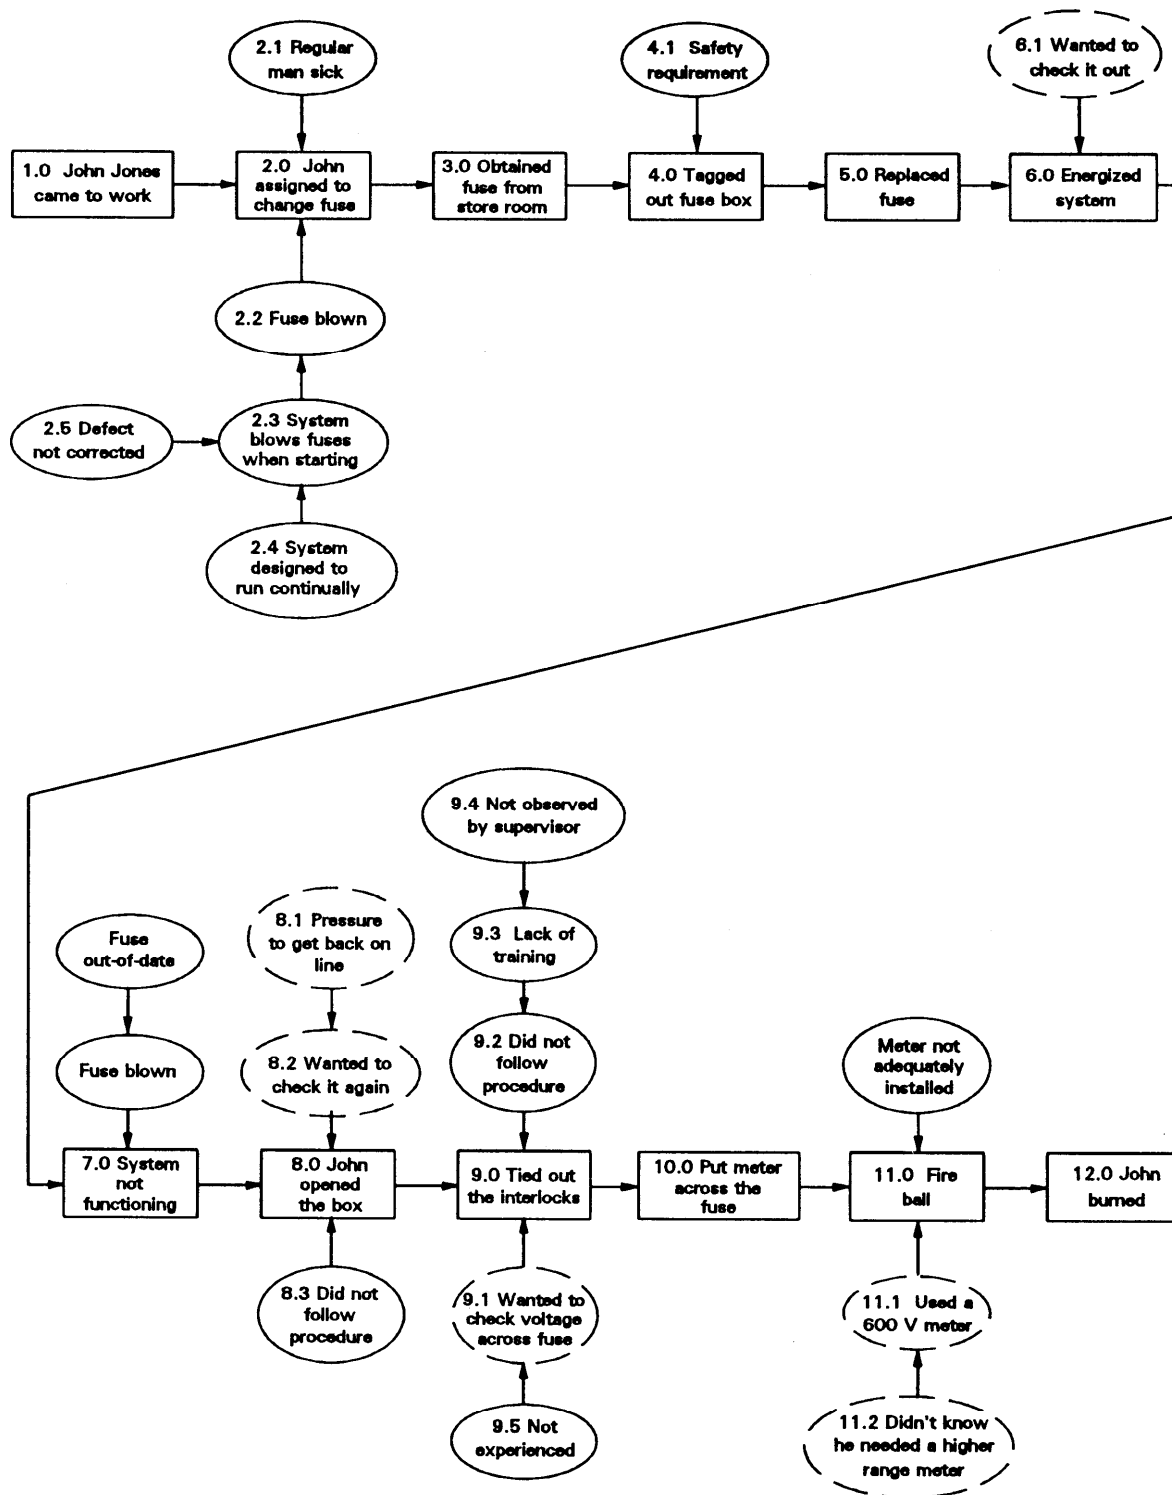 2.1 Regular
man sick
4.1 Safety
requirement
6.1 Wanted to
check it out
1.0 John Jones
came to work
2.0 John
assigned to
change fuse
3.0 Obtained
fuse from
store room
4.0 Tagged
out fuse box
5.0 Replaced
fuse
6.0 Energized
system
2.2 Fuse blown
2.5 Defect
not corrected
2.3 System
blows fuses
when starting
2.4 System
designed to
run continually
9.4 Not observed
by supervisor
Fuse
out-of-date
8.1 Pressure
to get back on
line
9.3 Lack of
training
Fuse blown
8.2 Wanted to
check it again
9.2 Did not
follow
procedure
Meter not
adequately
installed
7.0 System
not
functioning
8.0 John
opened
the box
9.0 Tied out
the interlocks
10.0 Put meter
across the
fuse
11.0 Fire
ball
12.0 John
burned
8.3 Did not
follow
procedure
9.1 Wanted to
check voltage
across fuse
11.1 Used a
600 V meter
9.5 Not
experienced
11.2 Didn't know
he needed a higher
range meter